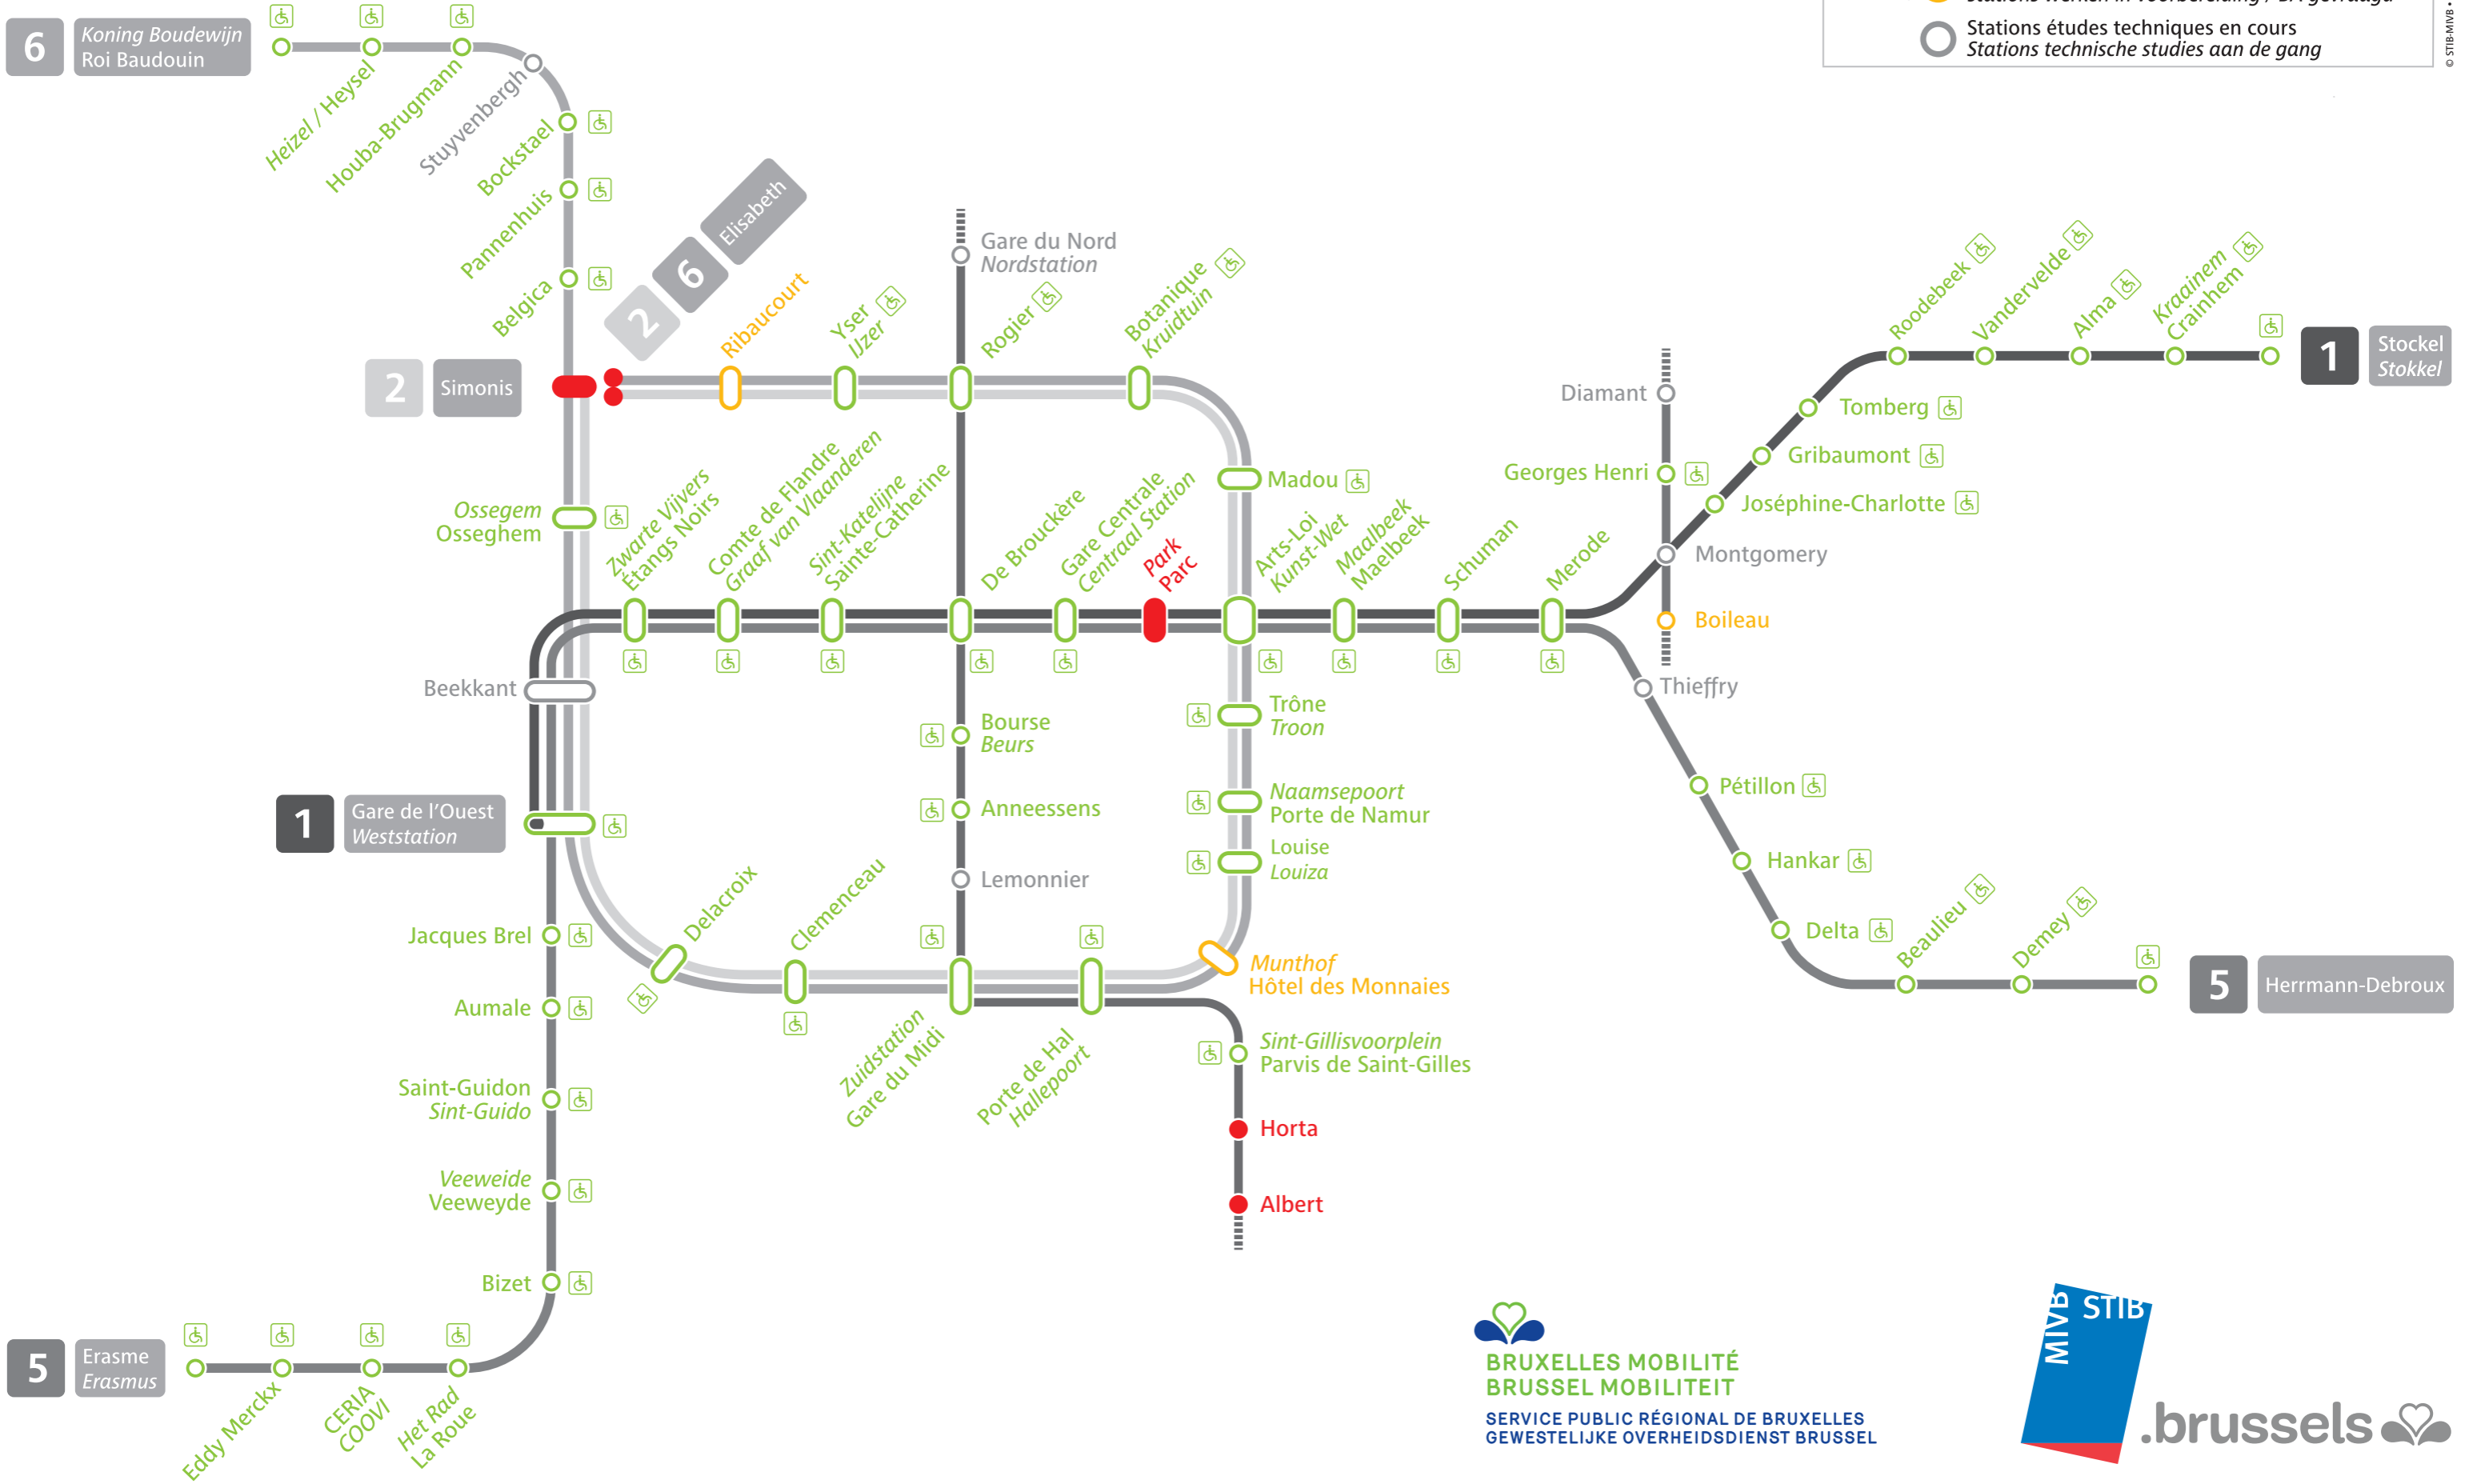 Stations werken in voorbereiding / BA gevraagd
Stations études techniques en cours
Stations technische studies aan de gang
© STIB-MIVB •
6
Koning Boudewijn
Roi Baudouin
Heizel / Heysel
Houba-Brugmann
Stuyvenbergh
Bockstael
Pannenhuis
Belgica
2
6
Elisabeth
2
Simonis
Ribaucourt
Yser
IJzer
Gare du Nord
Nordstation
Rogier
Botanique
Kruidtuin
Madou
Diamant
Georges Henri
Montgomery
Boileau
Roodebeek
Vandervelde
Alma
Kraainem
Crainhem
1
Stockel
Stokkel
Tomberg
Gribaumont
Joséphine-Charlotte
Ossegem
Osseghem
Zwarte Vijvers
Étangs Noirs
Comte de Flandre
Graaf van Vlaanderen
Sint-Katelijne
Sainte-Catherine
De Brouckère
Gare Centrale
Centraal Station
Park
Parc
Arts-Loi
Kunst-Wet
Maalbeek
Maelbeek
Schuman
Merode
Beekkant
Thieffry
Trône
Troon
Bourse
Beurs
Naamsepoort
Porte de Namur
Anneessens
Louise
Louiza
Lemonnier
Pétillon
Hankar
Delta
Beaulieu
Demey
5
Herrmann-Debroux
1
Gare de l'Ouest
Weststation
Jacques Brel
Delacroix
Clemenceau
Munthof
Hôtel des Monnaies
Aumale
Zuidstation
Gare du Midi
Porte de Hal
Hallepoort
Sint-Gillisvoorplein
Parvis de Saint-Gilles
Saint-Guidon
Sint-Guido
Horta
Veeweide
Veeweyde
Albert
Bizet
5
Erasme
Erasmus
Eddy Merckx
CERIA
COOVI
Het Rad
La Roue
BRUXELLES MOBILITÉ
BRUSSEL MOBILITEIT
SERVICE PUBLIC RÉGIONAL DE BRUXELLES
GEWESTELIJKE OVERHEIDSDIENST BRUSSEL
MIVB
STIB
.brussels